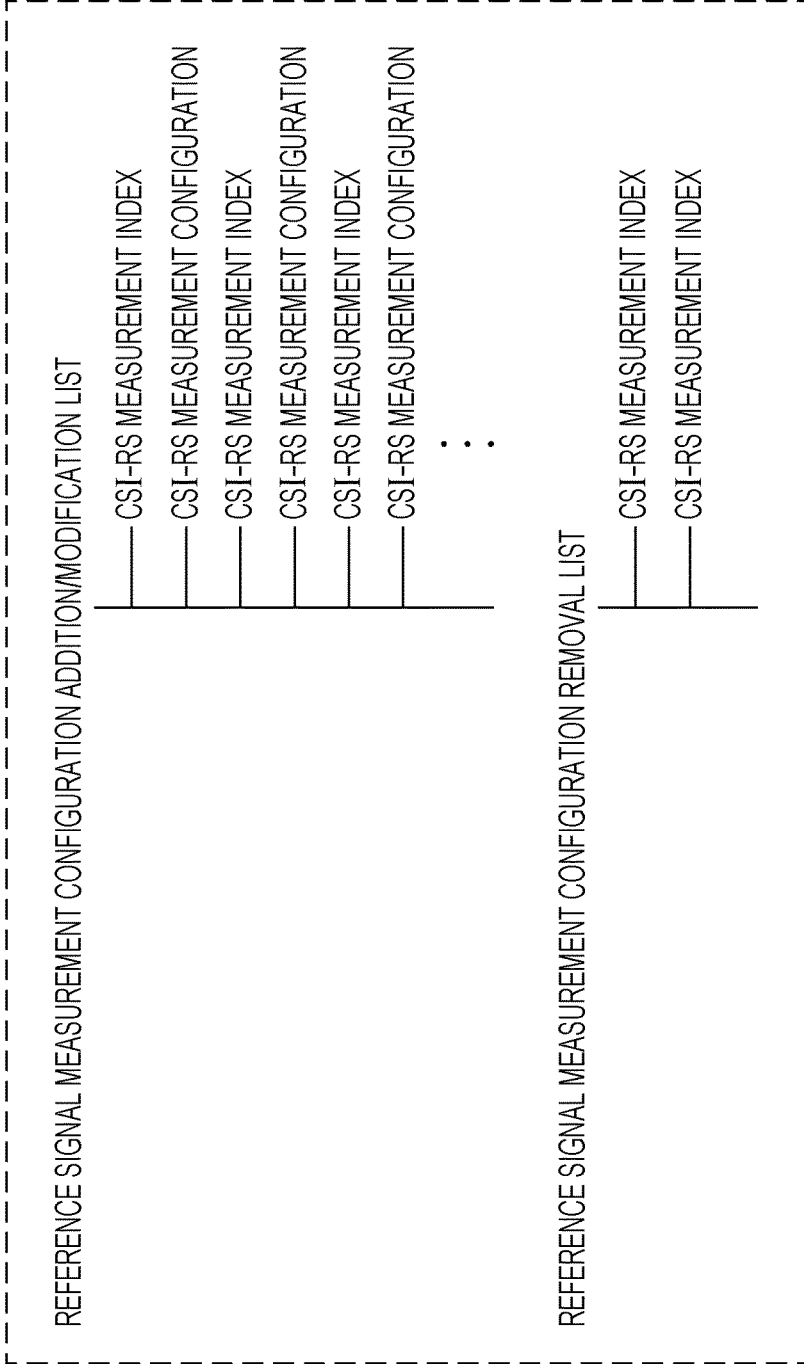 REFERENCE SIGNAL MEASUREMENT CONFIGURATION ADDITION/MODIFICATION LIST
CSI-RS MEASUREMENT INDEX
CSI-RS MEASUREMENT CONFIGURATION
CSI-RS MEASUREMENT INDEX
CSI-RS MEASUREMENT CONFIGURATION
CSI-RS MEASUREMENT INDEX
CSI-RS MEASUREMENT CONFIGURATION
. . .
REFERENCE SIGNAL MEASUREMENT CONFIGURATION REMOVAL LIST
CSI-RS MEASUREMENT INDEX
CSI-RS MEASUREMENT INDEX